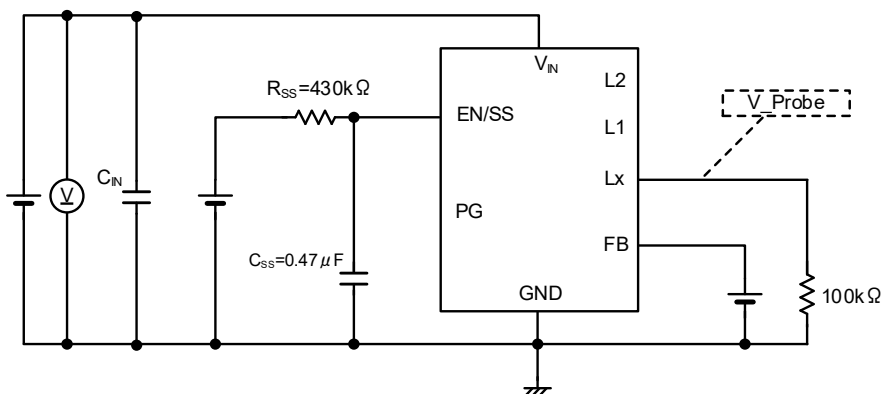 V_IN
L2
R_SS=430kΩ
V_Probe
EN/SS
L1
C_IN
V
Lx
PG
FB
C_SS=0.47μF
GND
100kΩ